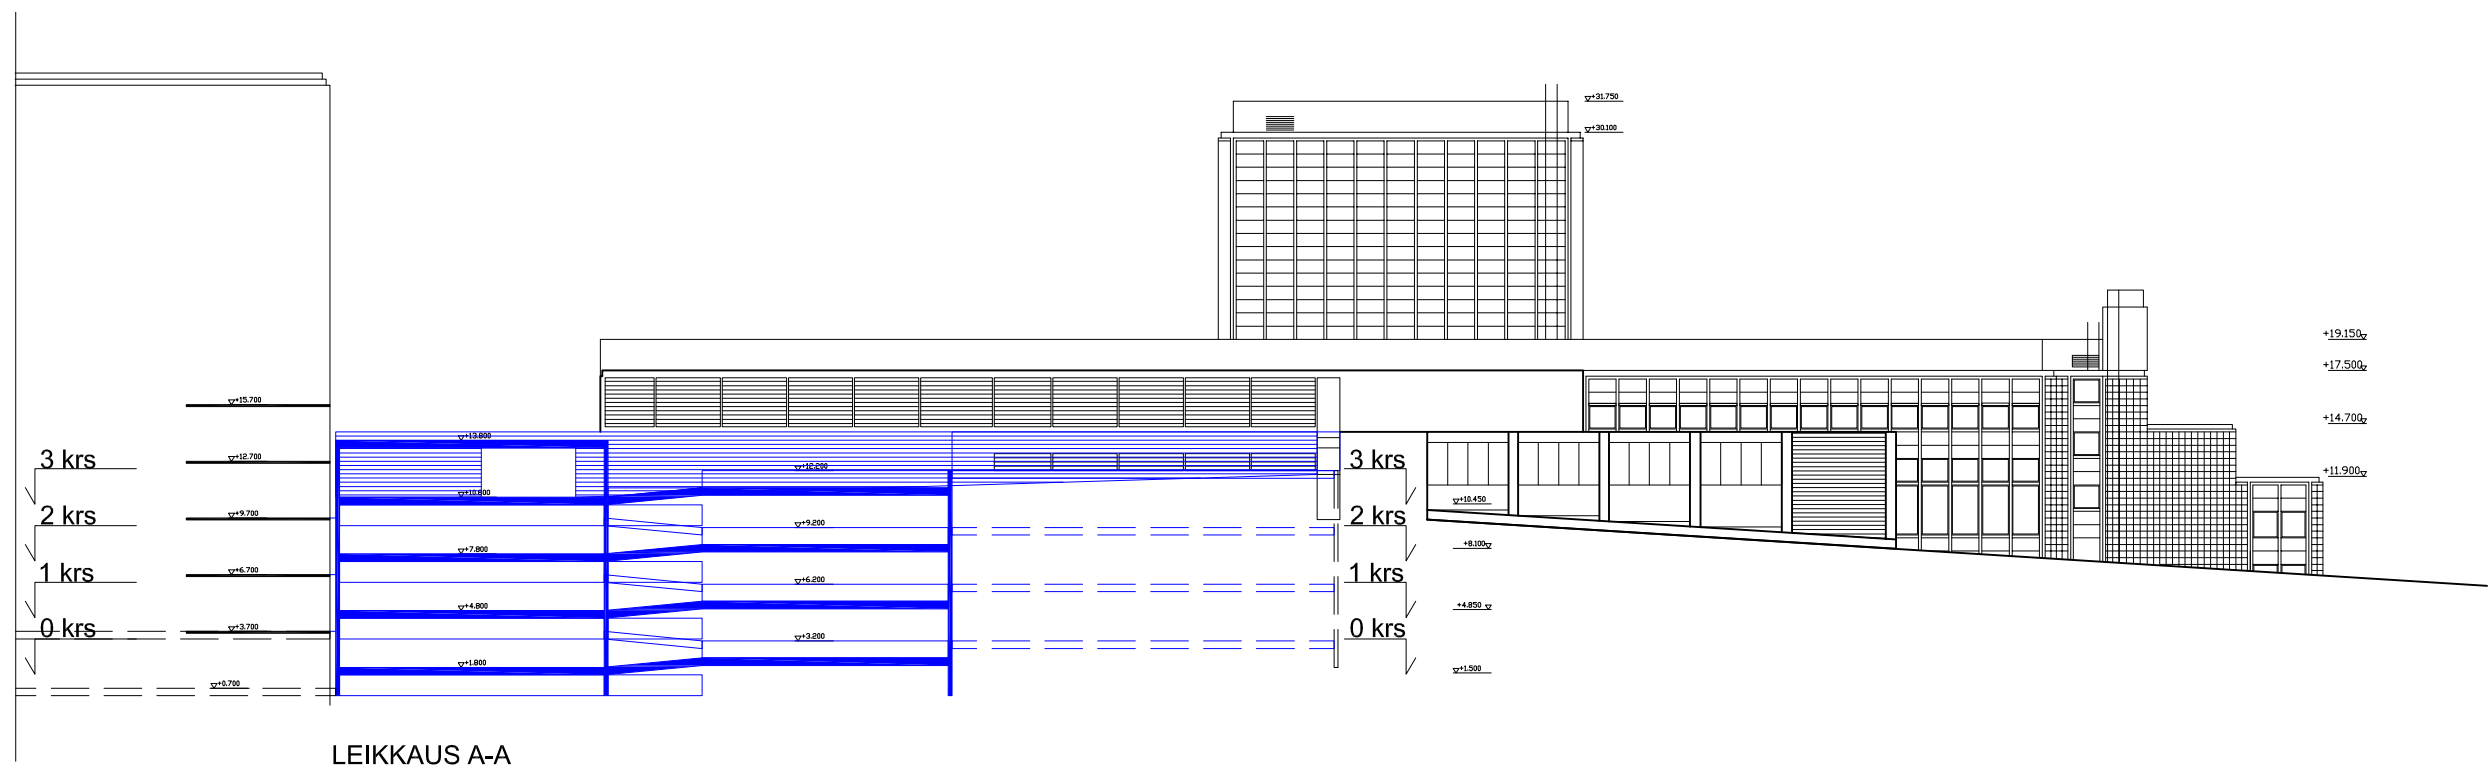 +31.750
+30.100
+19.150
+17.500
+15.700
+14.700
+13.800
+12.700
3 krs
+12.200
3 krs
+11.900
+10.800
+10.450
+9.700
2 krs
+9.200
2 krs
+8.100
+7.800
+6.700
1 krs
+6.200
1 krs
+4.800
+4.850
+3.700
0 krs
+3.200
0 krs
+1.800
+1.500
+0.700
LEIKKAUS A-A